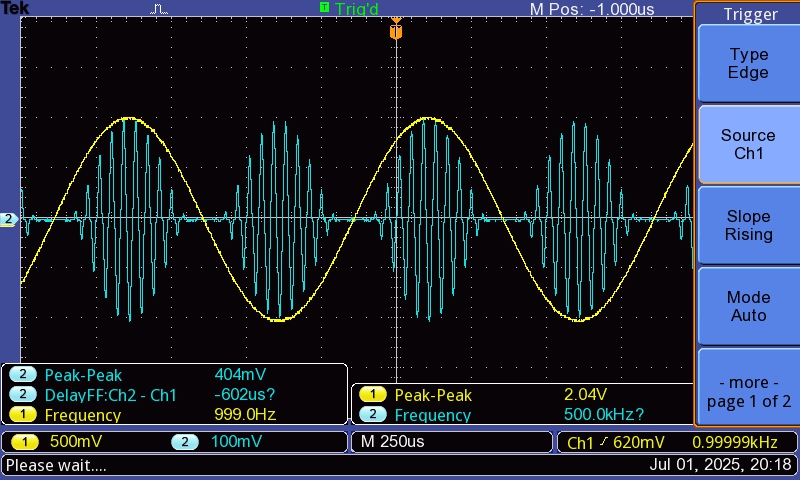 Tek
Trig'd
M Pos: -1.000us
Trigger
T
Type
Edge
Source
Ch1
Slope
Rising
Mode
Auto
- more -
page 1 of 2
2
2 Peak-Peak 404mV
2 DelayFF:Ch2 - Ch1 -602us?
1 Frequency 999.0Hz
1 Peak-Peak 2.04V
2 Frequency 500.0kHz?
1 500mV 2 100mV M 250us Ch1 620mV 0.99999kHz
Please wait.... Jul 01, 2025, 20:18